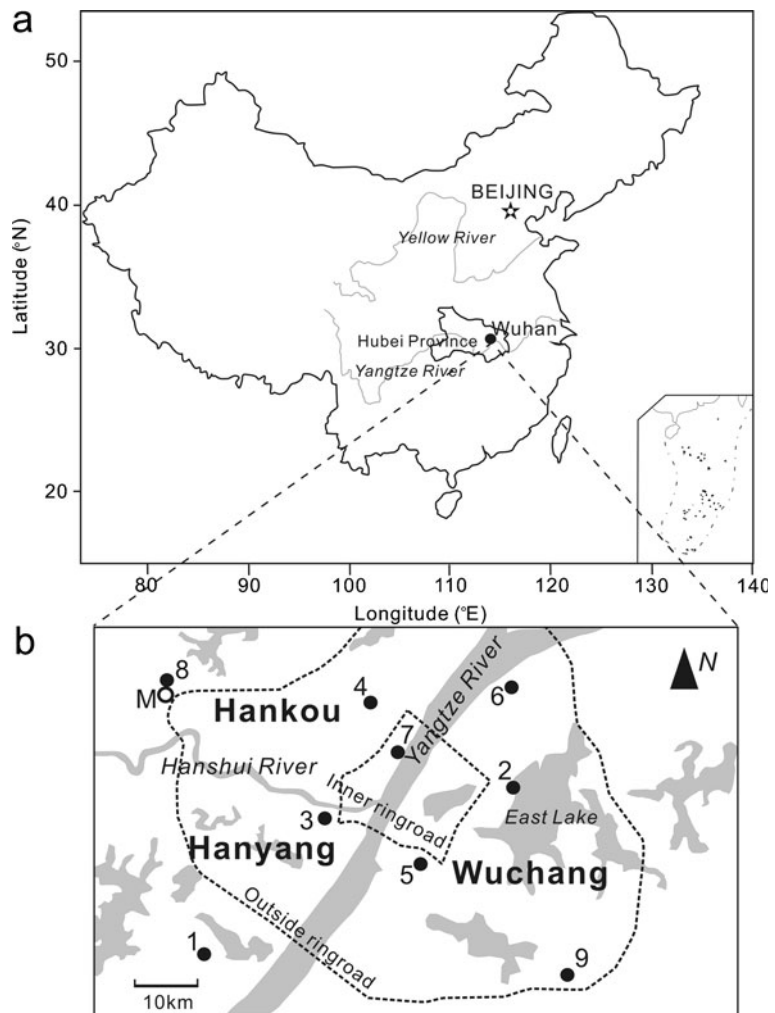 a
50
40
30
20
Latitude (°N)
BEIJING
Yellow River
Wuhan
Hubei Province
Yangtze River
80
90
100
110
120
130
140
Longitude (°E)
b
N
8
M
Hankou
4
6
Yangtze River
7
Hanshui River
2
Inner ringroad
East Lake
3
Hanyang
5
Wuchang
Outside ringroad
1
9
10km